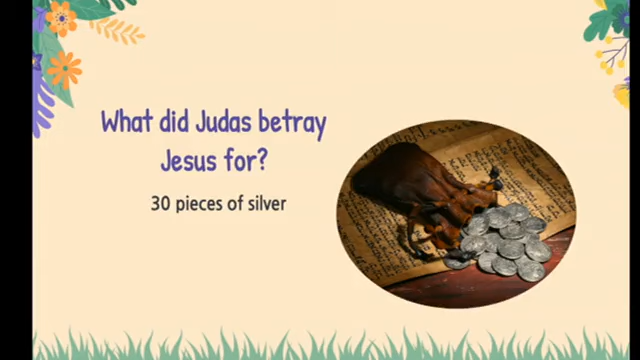 What did Judas betray
Jesus for?
30 pieces of silver